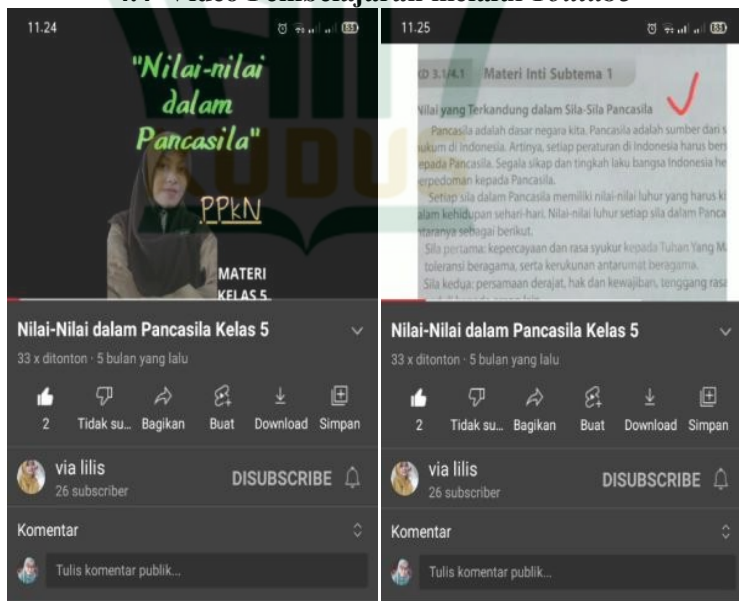 4.4 Video Pembelajaran melalui Youtube
11.24
53
"Nilai-nilai
dalam
Pancasila"
PPKN
MATERI
KELAS 5
Nilai-Nilai dalam Pancasila Kelas 5
33 x ditonton · 5 bulan yang lalu
2 Tidak su... Bagikan Buat Download Simpan
via lilis
26 subscriber
DISUBSCRIBE
Komentar
Tulis komentar publik...
11.25
53
KD 3.1/4.1 Materi Inti Subtema 1
Nilai yang Terkandung dalam Sila-Sila Pancasila
Pancasila adalah dasar negara kita. Pancasila adalah sumber dari s
hukum di Indonesia. Artinya, setiap peraturan di Indonesia harus bers
kepada Pancasila. Segala sikap dan tingkah laku bangsa Indonesia he
berpedoman kepada Pancasila.
Setiap sila dalam Pancasila memiliki nilai-nilai luhur yang harus ki
dalam kehidupan sehari-hari. Nilai-nilai luhur setiap sila dalam Panca
antaranya sebagai berikut.
Sila pertama: kepercayaan dan rasa syukur kepada Tuhan Yang M
toleransi beragama, serta kerukunan antarumat beragama.
Sila kedua: persamaan derajat, hak dan kewajiban, tenggang rasa
Nilai-Nilai dalam Pancasila Kelas 5
33 x ditonton · 5 bulan yang lalu
2 Tidak su... Bagikan Buat Download Simpan
via lilis
26 subscriber
DISUBSCRIBE
Komentar
Tulis komentar publik...